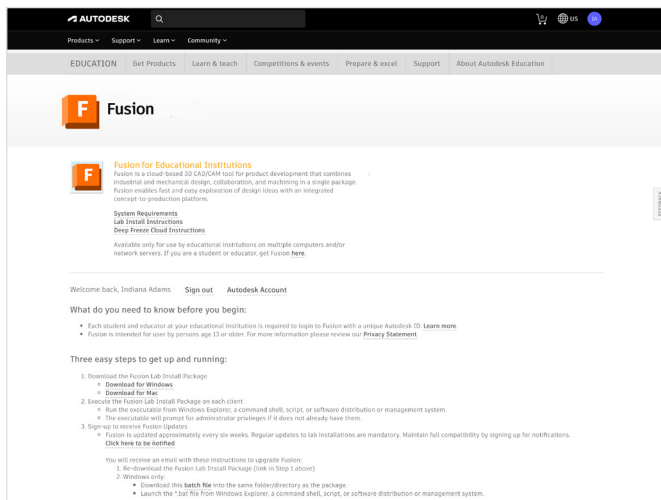 AUTODESK
US
IA
Products
Support
Learn
Community
EDUCATION
Get Products
Learn & teach
Competitions & events
Prepare & excel
Support
About Autodesk Education
F
Fusion
F
Fusion for Educational Institutions
Fusion is a cloud-based 3D CAD/CAM tool for product development that combines
industrial and mechanical design, collaboration, and machining in a single package.
Fusion enables fast and easy exploration of design ideas with an integrated
concept-to-production platform.
System Requirements
Lab Install Instructions
Deep Freeze Cloud Instructions
Available only for use by educational institutions on multiple computers and/or
network servers. If you are a student or educator, get Fusion here.
FEEDBACK
Welcome back, Indiana Adams Sign out Autodesk Account
What do you need to know before you begin:
• Each student and educator at your educational institution is required to login to Fusion with a unique Autodesk ID. Learn more.
• Fusion is intended for user by persons age 13 or older. For more information please review our Privacy Statement.
Three easy steps to get up and running:
1. Download the Fusion Lab Install Package
Download for Windows
Download for Mac
2. Execute the Fusion Lab Install Package on each client
Run the executable from Windows Explorer, a command shell, script, or software distribution or management system.
The executable will prompt for administrator privileges if it does not already have them.
3. Sign-up to receive Fusion Updates
Fusion is updated approximately every six weeks. Regular updates to lab installations are mandatory. Maintain full compatibility by signing up for notifications.
Click here to be notified
You will receive an email with these instructions to upgrade Fusion:
1. Re-download the Fusion Lab Install Package (link in Step 1 above)
2. Windows only:
Download this batch file into the same folder/directory as the package.
Launch the *.bat file from Windows Explorer, a command shell, script, or software distribution or management system.